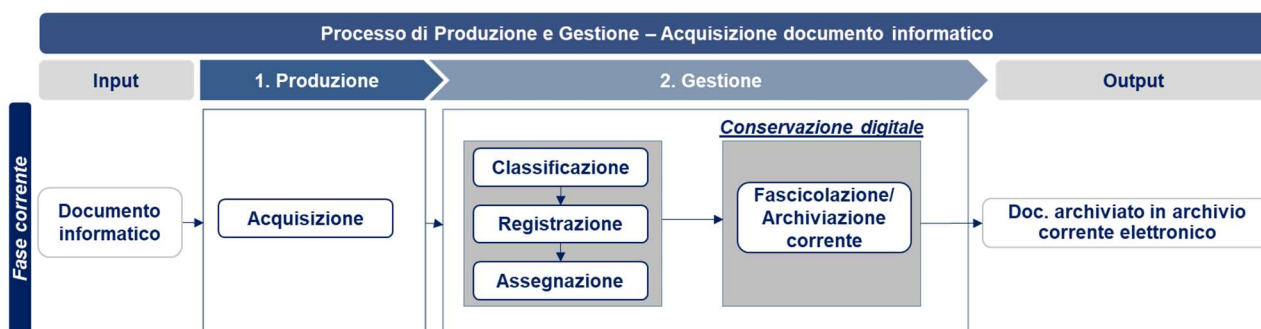 Processo di Produzione e Gestione – Acquisizione documento informatico
Input
1. Produzione
2. Gestione
Output
Fase corrente
Documento
informatico
Acquisizione
Classificazione
Registrazione
Assegnazione
Conservazione digitale
Fascicolazione/
Archiviazione
corrente
Doc. archiviato in archivio
corrente elettronico